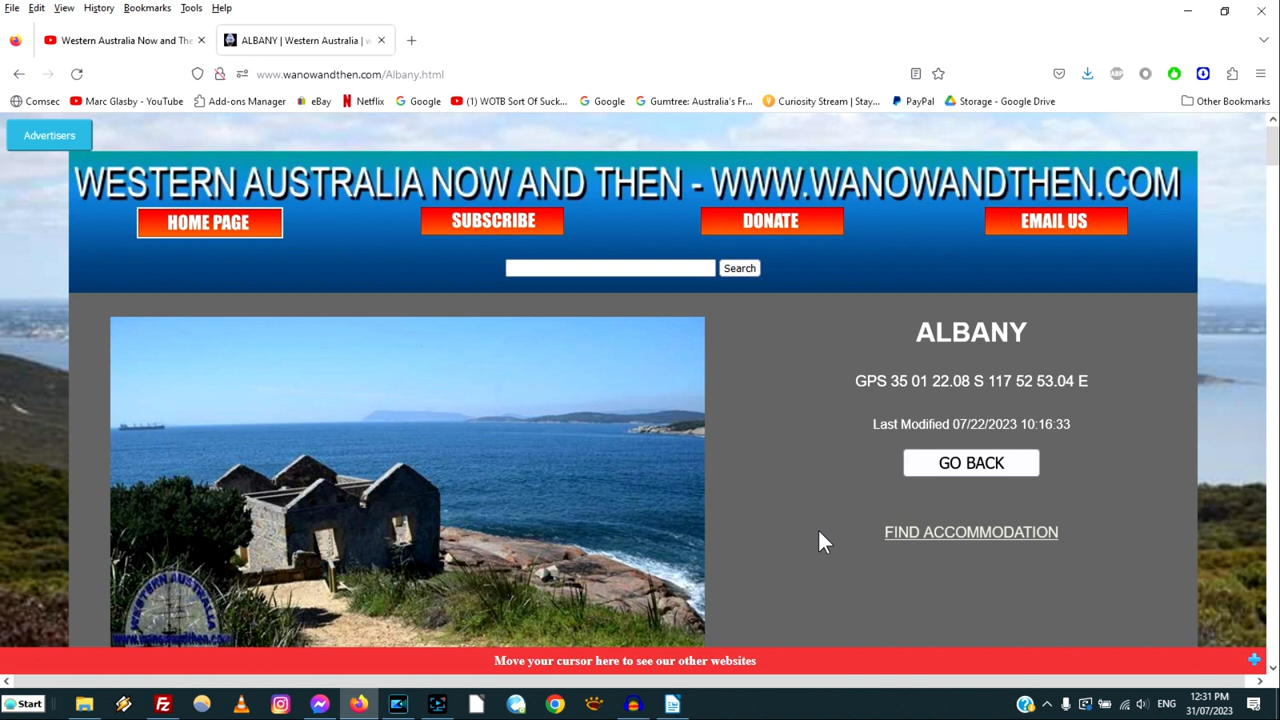 File Edit View History Bookmarks Tools Help
Western Australia Now and The
ALBANY | Western Australia | w
www.wanowandthen.com/Albany.html
Comsec Marc Glasby - YouTube Add-ons Manager eBay Netflix Google (1) WOTB Sort Of Suck... Google Gumtree: Australia's Fr... Curiosity Stream | Stay... PayPal Storage - Google Drive Other Bookmarks
Advertisers
WESTERN AUSTRALIA NOW AND THEN - WWW.WANOWANDTHEN.COM
HOME PAGE SUBSCRIBE DONATE EMAIL US
Search
ALBANY
GPS 35 01 22.08 S 117 52 53.04 E
Last Modified 07/22/2023 10:16:33
GO BACK
FIND ACCOMMODATION
WESTERN AUSTRALIA
www.wanowandthen.com
Move your cursor here to see our other websites
Start
ENG
12:31 PM
31/07/2023